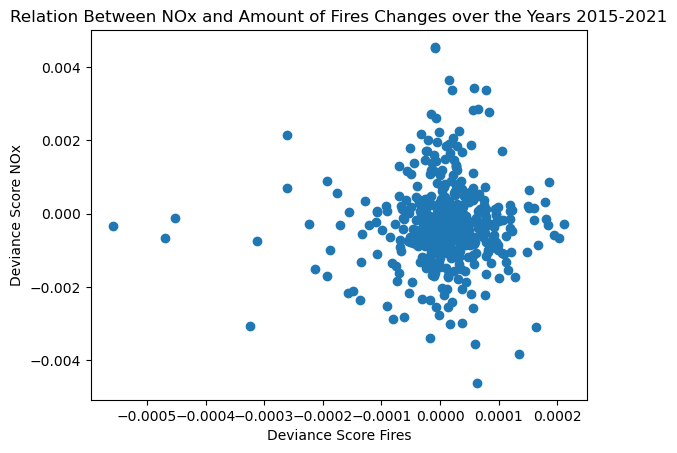 Relation Between NOx and Amount of Fires Changes over the Years 2015-2021
0.004
0.002
0.000
−0.002
−0.004
Deviance Score NOx
−0.0005 −0.0004 −0.0003 −0.0002 −0.0001 0.0000 0.0001 0.0002
Deviance Score Fires